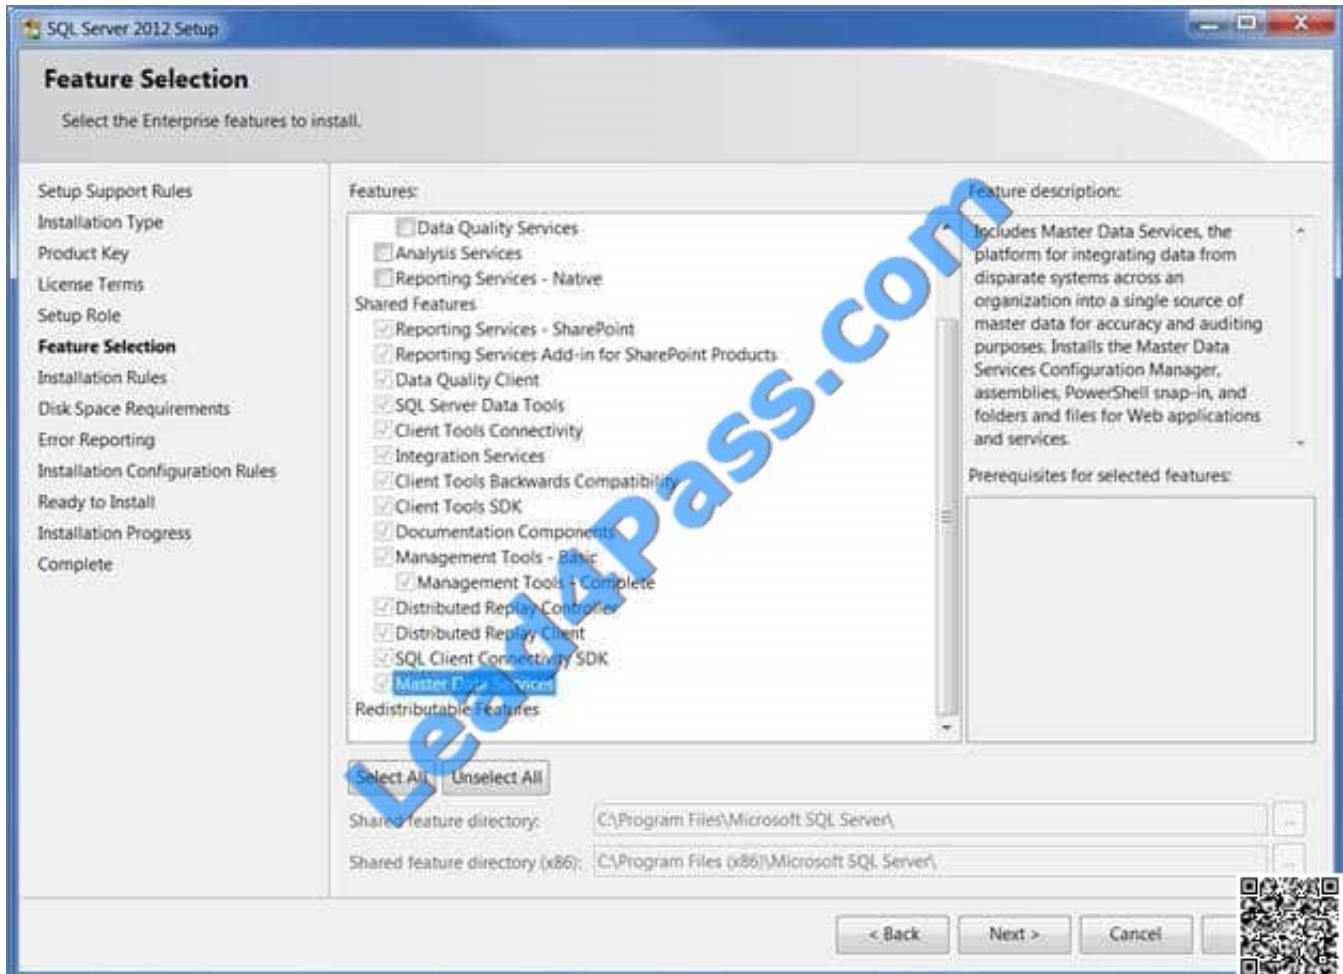 SQL Server 2012 Setup
Feature Selection
Select the Enterprise features to install.
Setup Support Rules
Installation Type
Product Key
License Terms
Setup Role
Feature Selection
Installation Rules
Disk Space Requirements
Error Reporting
Installation Configuration Rules
Ready to Install
Installation Progress
Complete
Features:
Data Quality Services
Analysis Services
Reporting Services - Native
Shared Features
Reporting Services - SharePoint
Reporting Services Add-in for SharePoint Products
Data Quality Client
SQL Server Data Tools
Client Tools Connectivity
Integration Services
Client Tools Backwards Compatibility
Client Tools SDK
Documentation Components
Management Tools - Basic
Management Tools - Complete
Distributed Replay Controller
Distributed Replay Client
SQL Client Connectivity SDK
Master Data Services
Redistributable Features
Select All
Unselect All
Feature description:
Includes Master Data Services, the
platform for integrating data from
disparate systems across an
organization into a single source of
master data for accuracy and auditing
purposes. Installs the Master Data
Services Configuration Manager,
assemblies, PowerShell snap-in, and
folders and files for Web applications
and services.
Prerequisites for selected features:
Shared feature directory:
C:\Program Files\Microsoft SQL Server\
...
Shared feature directory (x86):
C:\Program Files (x86)\Microsoft SQL Server\
...
< Back
Next >
Cancel
Lead4Pass.com